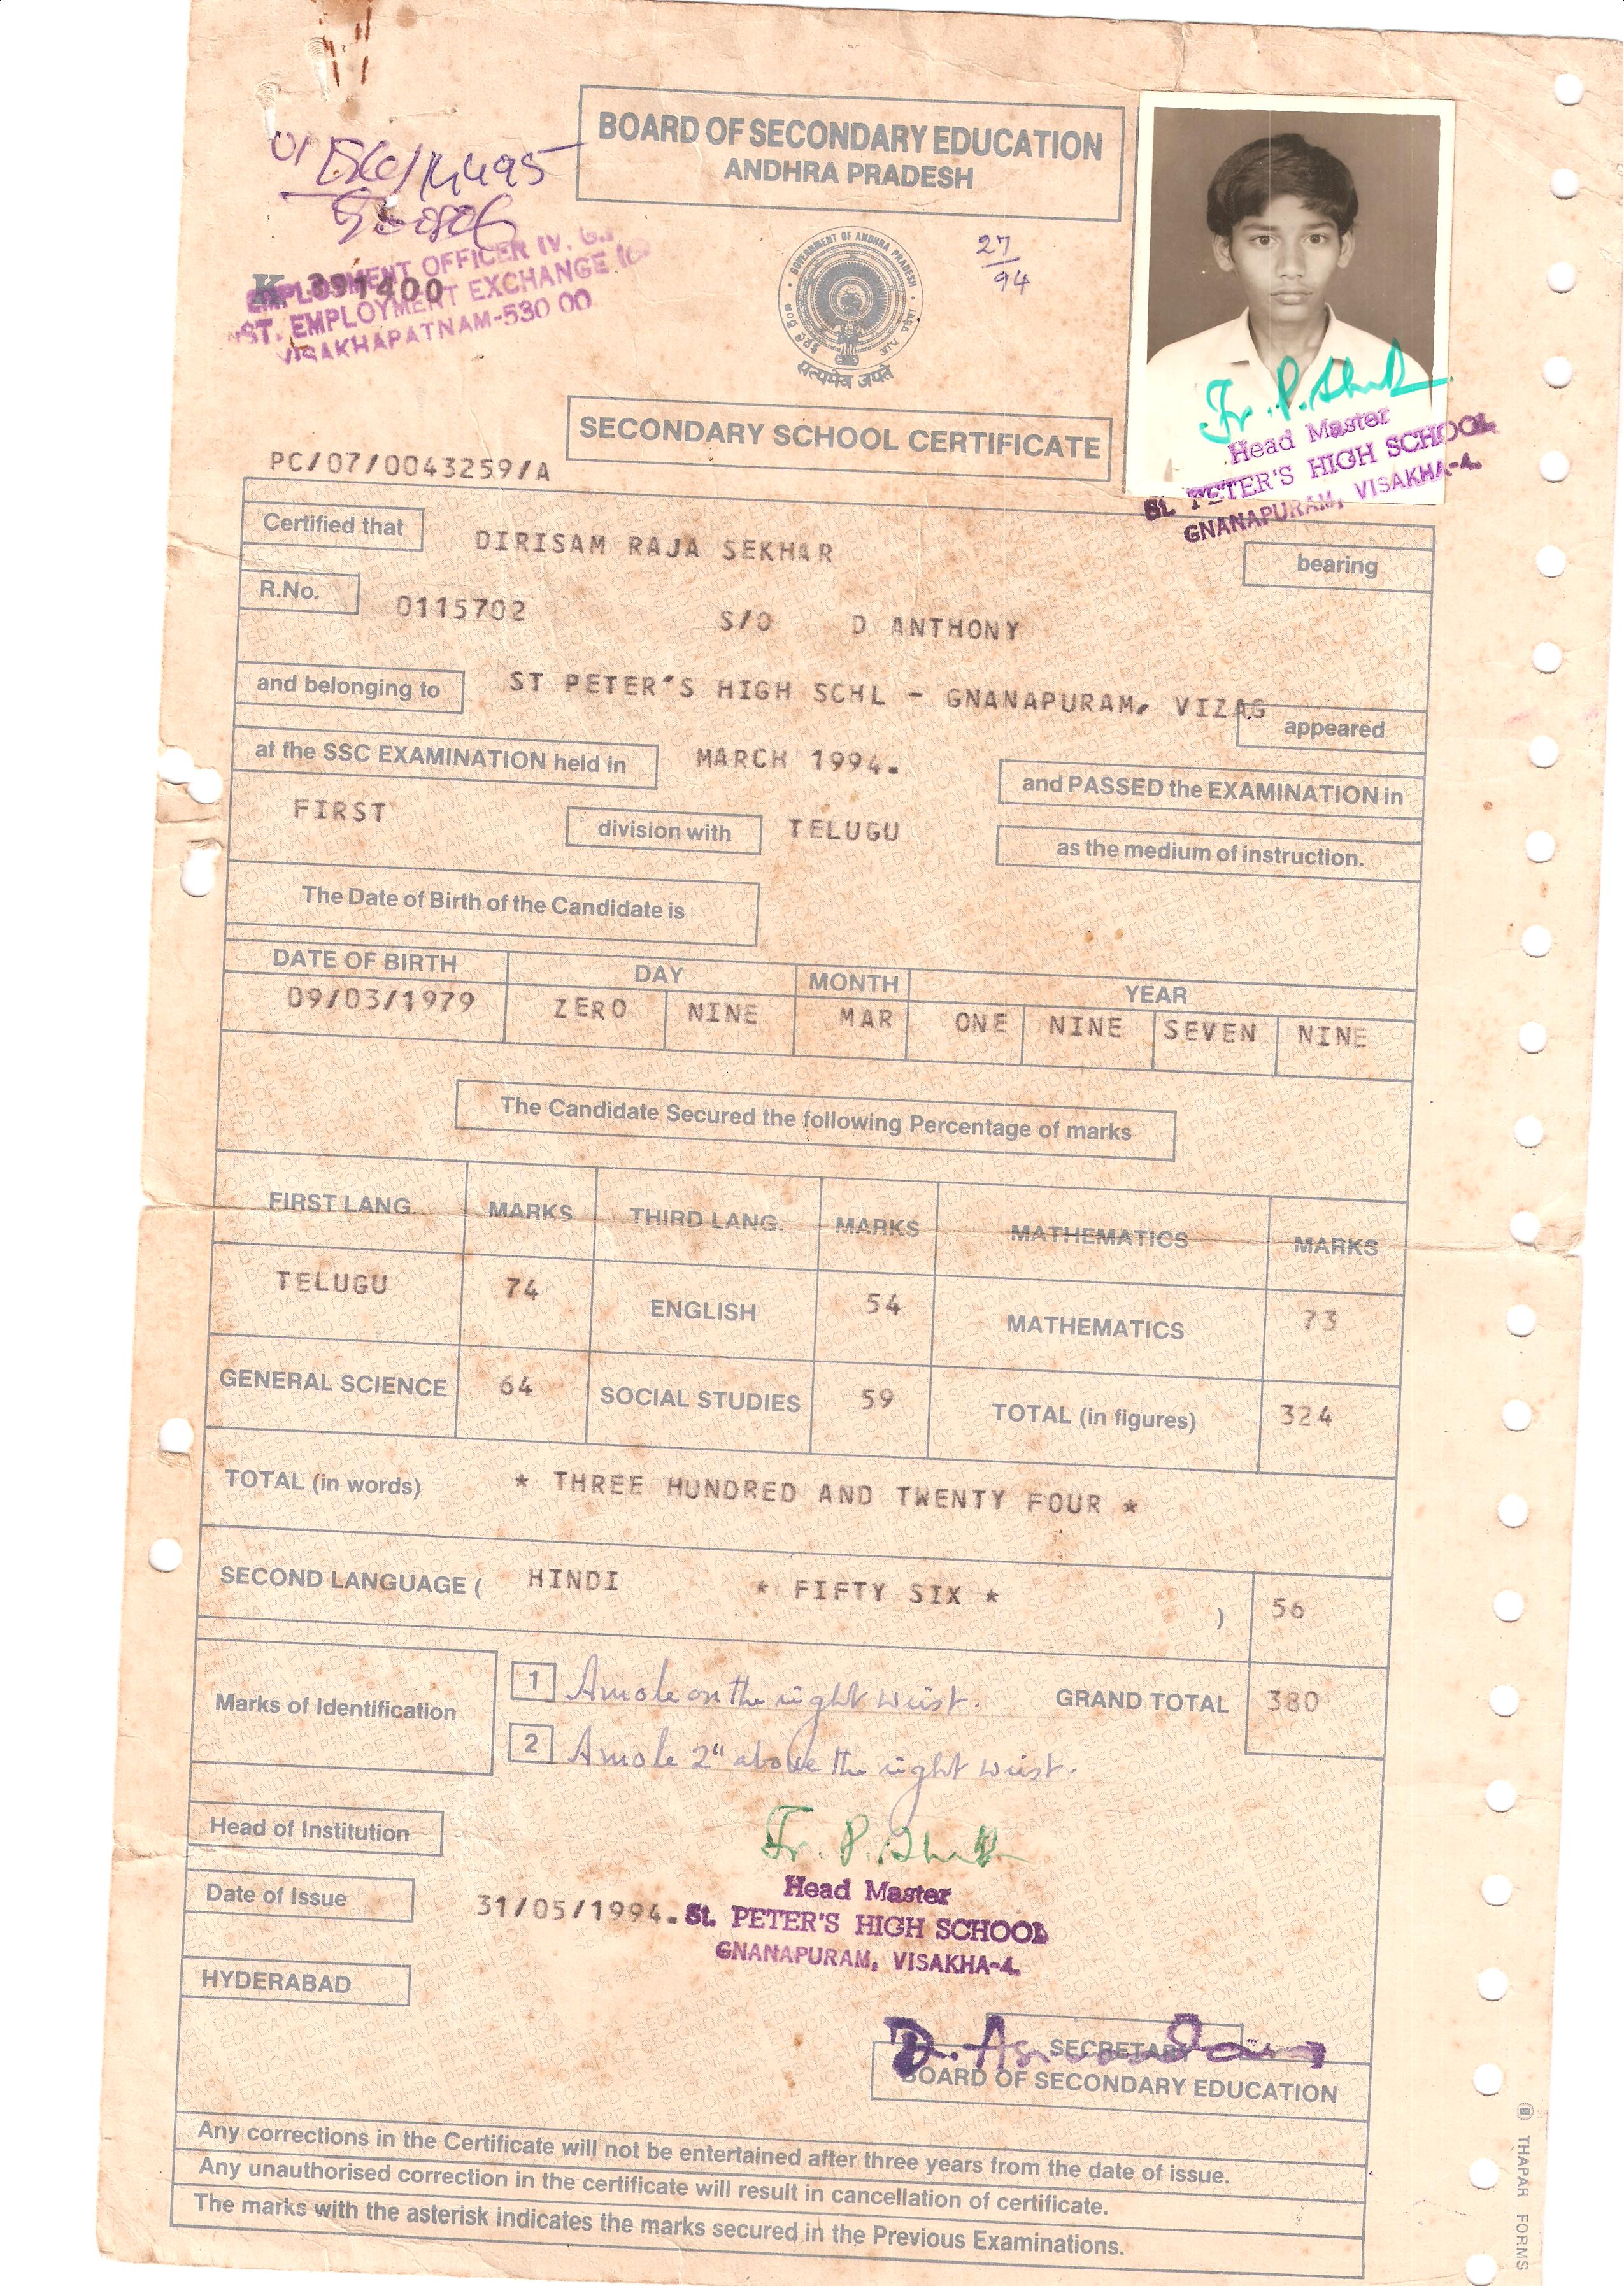 BOARD OF SECONDARY EDUCATION
ANDHRA PRADESH
27
94
GOVERNMENT OF ANDHRA PRADESH
सत्यमेव जयते
K 391400
EMPLOYMENT OFFICER (V. G.)
DIST. EMPLOYMENT EXCHANGE
VISAKHAPATNAM-530 00
SECONDARY SCHOOL CERTIFICATE
Head Master
St. PETER'S HIGH SCHOOL
GNANAPURAM, VISAKHA-4.
PC/07/0043259/A
Certified that DIRISAM RAJA SEKHAR bearing
R.No. 0115702 S/O D ANTHONY
and belonging to ST PETER'S HIGH SCHL - GNANAPURAM, VIZAG appeared
at the SSC EXAMINATION held in MARCH 1994. and PASSED the EXAMINATION in
FIRST division with TELUGU as the medium of instruction.
The Date of Birth of the Candidate is
DATE OF BIRTH DAY MONTH YEAR
09/03/1979 ZERO NINE MAR ONE NINE SEVEN NINE
The Candidate Secured the following Percentage of marks
FIRST LANG. MARKS THIRD LANG. MARKS MATHEMATICS MARKS
TELUGU 74 ENGLISH 54 MATHEMATICS 73
GENERAL SCIENCE 64 SOCIAL STUDIES 59 TOTAL (in figures) 324
TOTAL (in words) * THREE HUNDRED AND TWENTY FOUR *
SECOND LANGUAGE ( HINDI * FIFTY SIX * ) 56
Marks of Identification 1 A mole on the right wrist. GRAND TOTAL 380
2 A mole 2" above the right wrist.
Head of Institution
Head Master
Date of Issue 31/05/1994. St. PETER'S HIGH SCHOOL
GNANAPURAM, VISAKHA-4.
HYDERABAD
SECRETARY
BOARD OF SECONDARY EDUCATION
Any corrections in the Certificate will not be entertained after three years from the date of issue.
Any unauthorised correction in the certificate will result in cancellation of certificate.
The marks with the asterisk indicates the marks secured in the Previous Examinations.
THAPAR FORMS